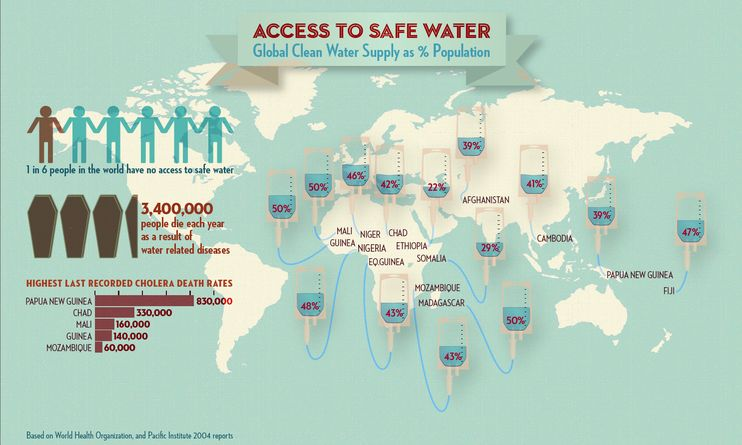 ACCESS TO SAFE WATER
Global Clean Water Supply as % Population
1 in 6 people in the world have no access to safe water
3,400,000
people die each year
as a result of
water related diseases
HIGHEST LAST RECORDED CHOLERA DEATH RATES
PAPUA NEW GUINEA 830,000
CHAD 330,000
MALI 160,000
GUINEA 140,000
MOZAMBIQUE 60,000
50%
50%
46%
42%
22%
39%
41%
39%
47%
29%
48%
43%
43%
50%
AFGHANISTAN
MALI
GUINEA
NIGER
CHAD
NIGERIA
ETHIOPIA
EQ.GUINEA
SOMALIA
CAMBODIA
MOZAMBIQUE
MADAGASCAR
PAPUA NEW GUINEA
FIJI
Based on World Health Organization, and Pacific Institute 2004 reports